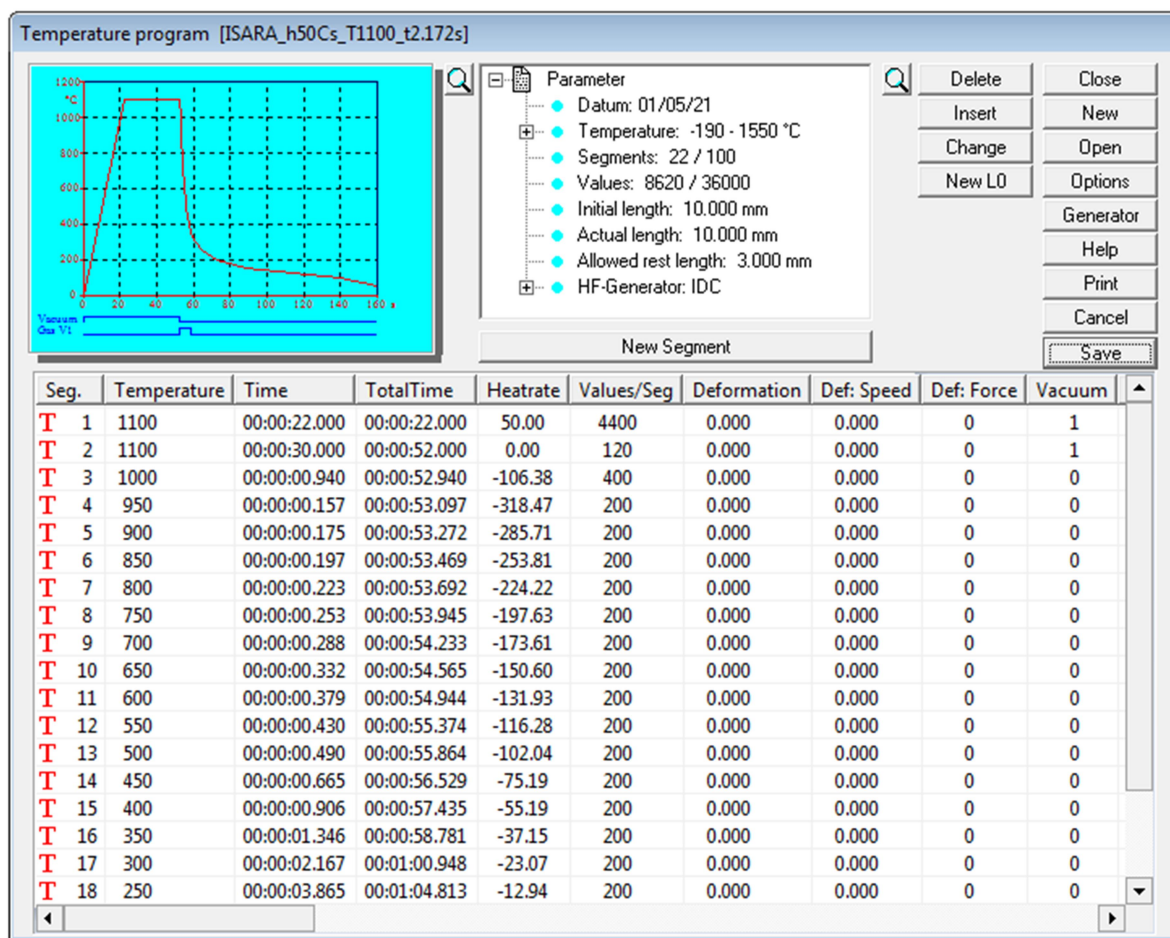 Temperature program [ISARA_h50Cs_T1100_t2.172s]
1200
°C
1000
800
600
400
200
0
0 20 40 60 80 100 120 140 160 s
Vacuum
Gas V1
Parameter
Datum: 01/05/21
Temperature: -190 - 1550 °C
Segments: 22 / 100
Values: 8620 / 36000
Initial length: 10.000 mm
Actual length: 10.000 mm
Allowed rest length: 3.000 mm
HF-Generator: IDC
New Segment
Delete
Insert
Change
New L0
Close
New
Open
Options
Generator
Help
Print
Cancel
Save
Seg. Temperature Time TotalTime Heatrate Values/Seg Deformation Def: Speed Def: Force Vacuum
T 1 1100 00:00:22.000 00:00:22.000 50.00 4400 0.000 0.000 0 1
T 2 1100 00:00:30.000 00:00:52.000 0.00 120 0.000 0.000 0 1
T 3 1000 00:00:00.940 00:00:52.940 -106.38 400 0.000 0.000 0 0
T 4 950 00:00:00.157 00:00:53.097 -318.47 200 0.000 0.000 0 0
T 5 900 00:00:00.175 00:00:53.272 -285.71 200 0.000 0.000 0 0
T 6 850 00:00:00.197 00:00:53.469 -253.81 200 0.000 0.000 0 0
T 7 800 00:00:00.223 00:00:53.692 -224.22 200 0.000 0.000 0 0
T 8 750 00:00:00.253 00:00:53.945 -197.63 200 0.000 0.000 0 0
T 9 700 00:00:00.288 00:00:54.233 -173.61 200 0.000 0.000 0 0
T 10 650 00:00:00.332 00:00:54.565 -150.60 200 0.000 0.000 0 0
T 11 600 00:00:00.379 00:00:54.944 -131.93 200 0.000 0.000 0 0
T 12 550 00:00:00.430 00:00:55.374 -116.28 200 0.000 0.000 0 0
T 13 500 00:00:00.490 00:00:55.864 -102.04 200 0.000 0.000 0 0
T 14 450 00:00:00.665 00:00:56.529 -75.19 200 0.000 0.000 0 0
T 15 400 00:00:00.906 00:00:57.435 -55.19 200 0.000 0.000 0 0
T 16 350 00:00:01.346 00:00:58.781 -37.15 200 0.000 0.000 0 0
T 17 300 00:00:02.167 00:01:00.948 -23.07 200 0.000 0.000 0 0
T 18 250 00:00:03.865 00:01:04.813 -12.94 200 0.000 0.000 0 0